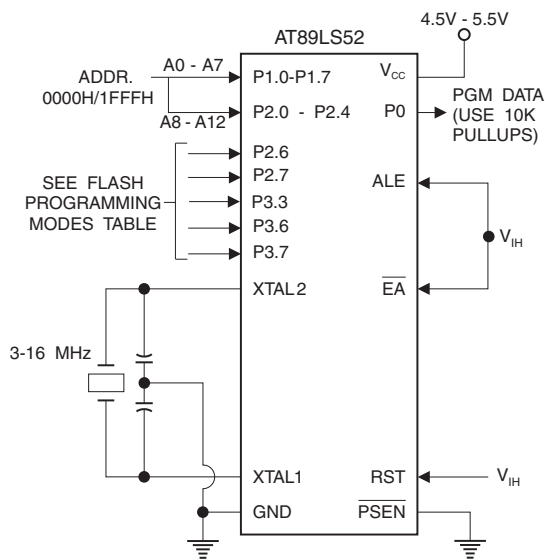 4.5V - 5.5V
AT89LS52
A0 - A7
ADDR.
0000H/1FFFH
A8 - A12
P1.0-P1.7
VCC
P2.0 - P2.4
P0
PGM DATA
(USE 10K
PULLUPS)
P2.6
P2.7
SEE FLASH
PROGRAMMING
MODES TABLE
P3.3
P3.6
P3.7
ALE
VIH
EA
XTAL2
3-16 MHz
XTAL1
RST
VIH
GND
PSEN